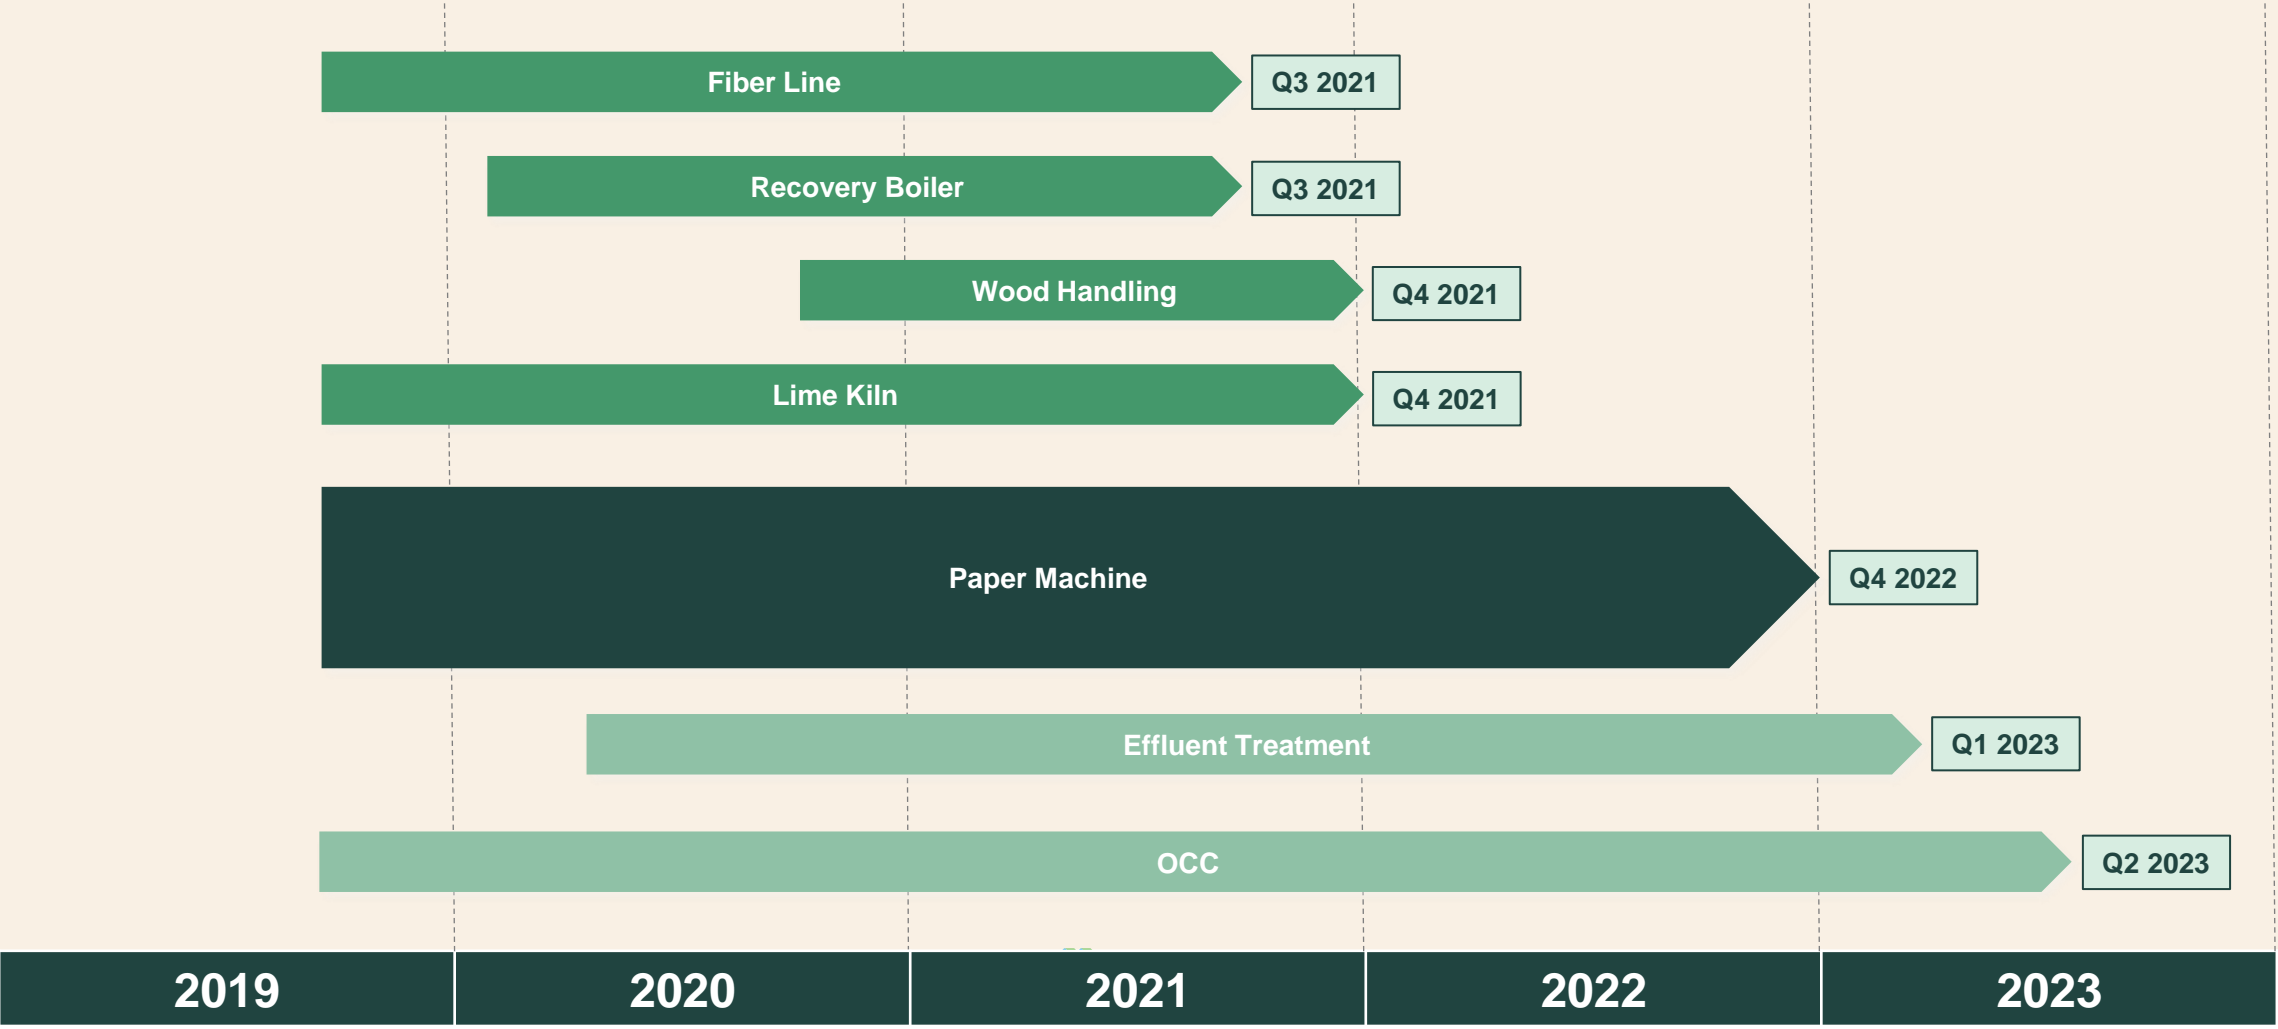 Fiber Line
Q3 2021
Recovery Boiler
Q3 2021
Wood Handling
Q4 2021
Lime Kiln
Q4 2021
Paper Machine
Q4 2022
Effluent Treatment
Q1 2023
OCC
Q2 2023
2019
2020
2021
2022
2023